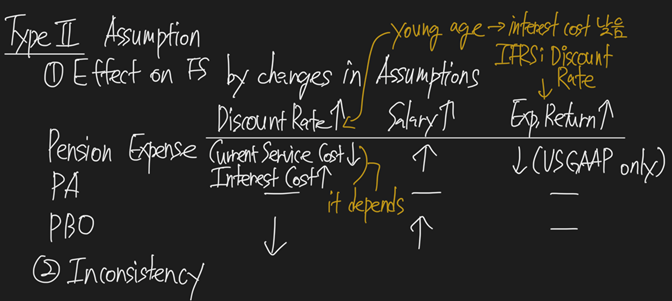 Type II Assumption
① Effect on FS by changes in Assumptions
young age → interest cost 낮음
IFRS: Discount
Rate
Discount Rate↑ Salary↑ Exp. Return↑
Pension Expense Current Service Cost↓ ↑ ↓(US GAAP only)
Interest Cost↑
it depends
PA — — —
PBO ↓ ↑ —
② Inconsistency